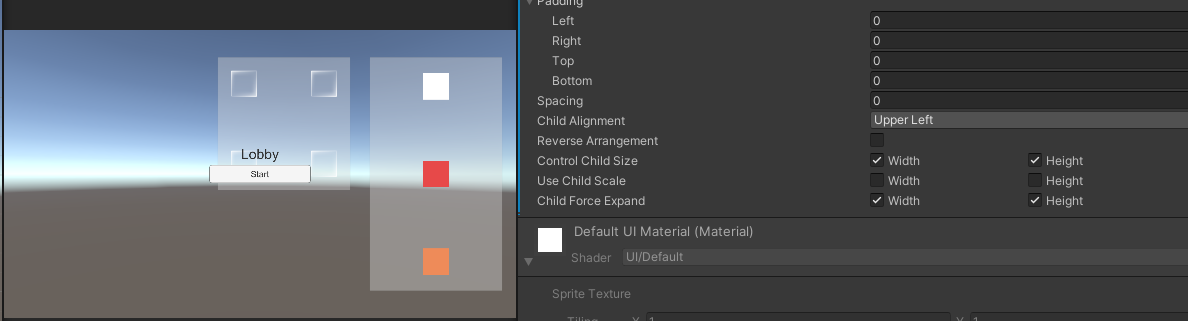 Padding
Left 0
Right 0
Top 0
Bottom 0
Spacing 0
Child Alignment Upper Left
Reverse Arrangement
Control Child Size Width Height
Use Child Scale Width Height
Child Force Expand Width Height
Default UI Material (Material)
Shader UI/Default
Sprite Texture
Tiling X 1 Y 1
Lobby
Start